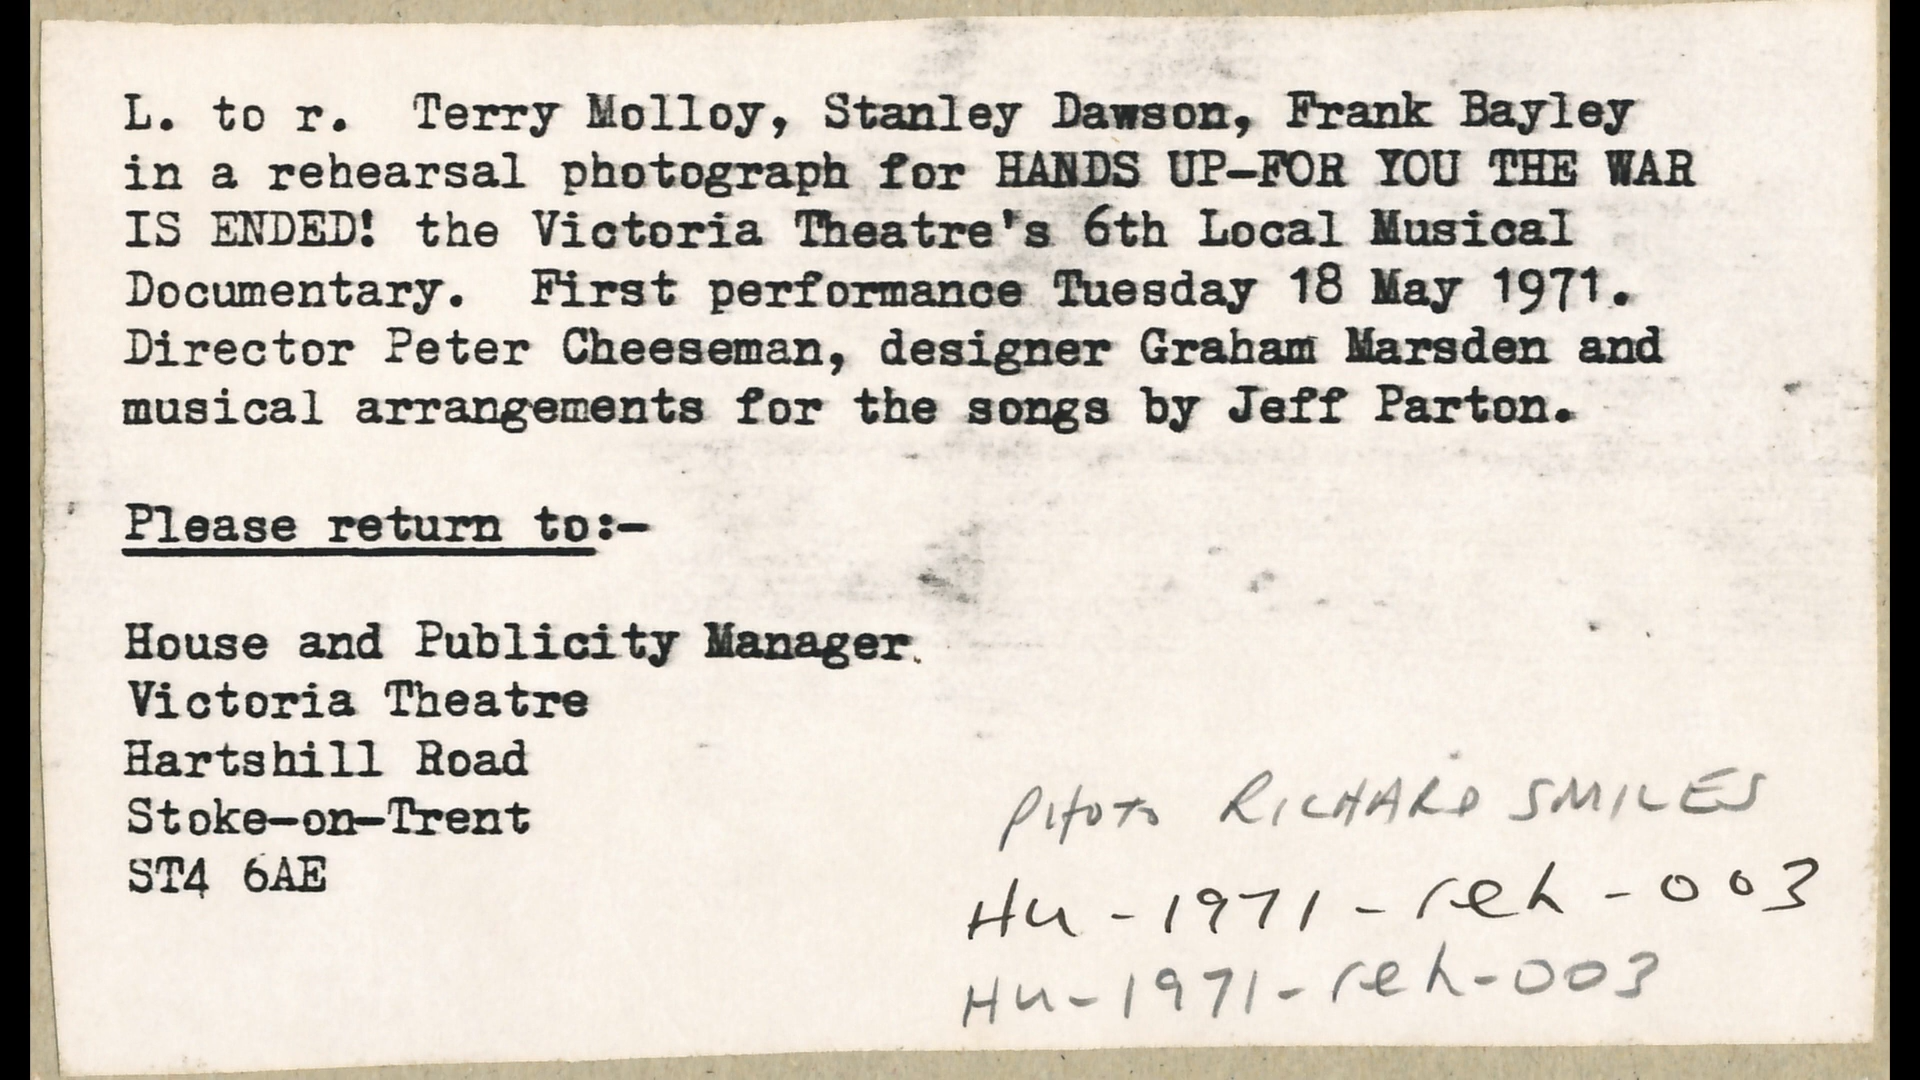 L. to r.  Terry Molloy, Stanley Dawson, Frank Bayley
in a rehearsal photograph for HANDS UP-FOR YOU THE WAR
IS ENDED! the Victoria Theatre's 6th Local Musical
Documentary.  First performance Tuesday 18 May 1971.
Director Peter Cheeseman, designer Graham Marsden and
musical arrangements for the songs by Jeff Parton.
Please return to:-
House and Publicity Manager.
Victoria Theatre
Hartshill Road
Stoke-on-Trent
ST4 6AE
PHOTO RICHARD SMILES
HU-1971-reh-003
HU-1971-reh-003